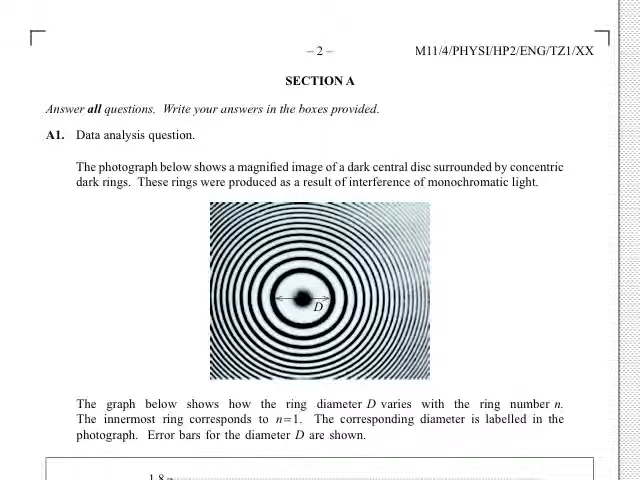 – 2 –
M11/4/PHYSI/HP2/ENG/TZ1/XX
SECTION A
Answer all questions. Write your answers in the boxes provided.
A1. Data analysis question.
The photograph below shows a magnified image of a dark central disc surrounded by concentric
dark rings. These rings were produced as a result of interference of monochromatic light.
D
The graph below shows how the ring diameter D varies with the ring number n.
The innermost ring corresponds to n=1. The corresponding diameter is labelled in the
photograph. Error bars for the diameter D are shown.
1.8